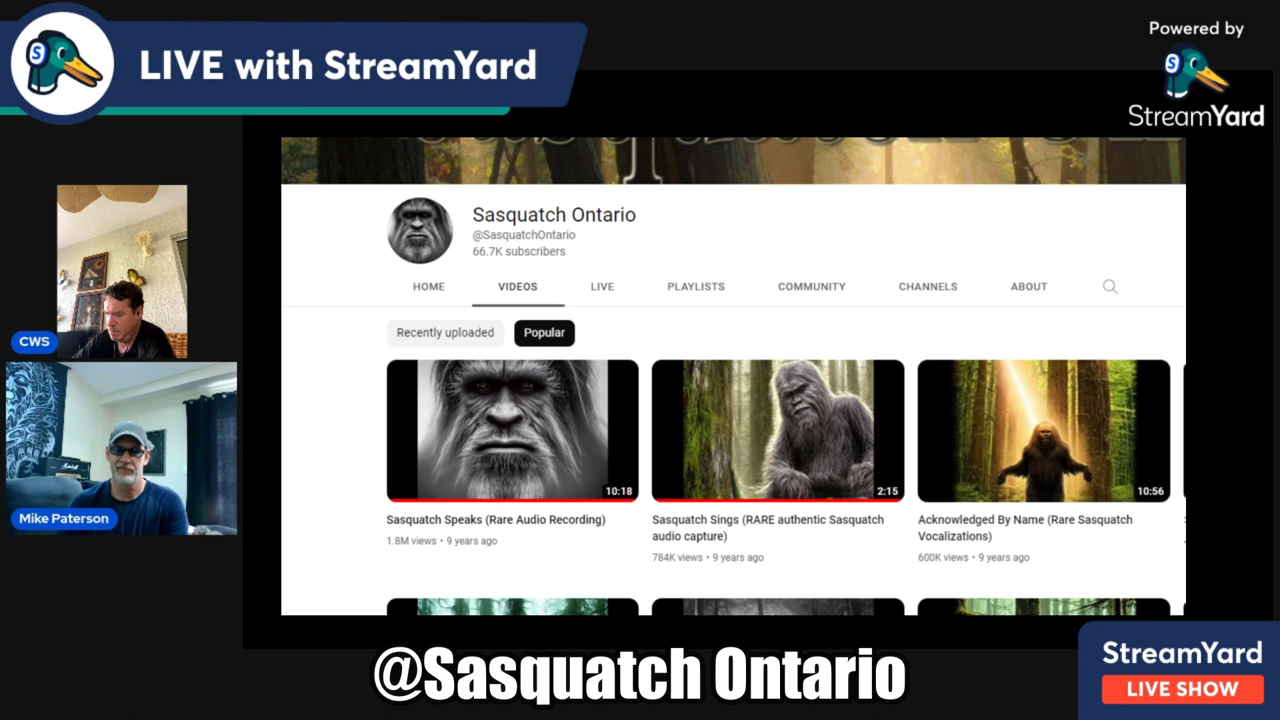 S
LIVE with StreamYard
Powered by
S
StreamYard
Sasquatch Ontario
@SasquatchOntario
66.7K subscribers
HOME VIDEOS LIVE PLAYLISTS COMMUNITY CHANNELS ABOUT
Recently uploaded Popular
10:18 2:15 10:56
Sasquatch Speaks (Rare Audio Recording)
1.8M views • 9 years ago
Sasquatch Sings (RARE authentic Sasquatch
audio capture)
784K views • 9 years ago
Acknowledged By Name (Rare Sasquatch
Vocalizations)
600K views • 9 years ago
CWS
Marshall
Mike Paterson
@Sasquatch Ontario
StreamYard
LIVE SHOW